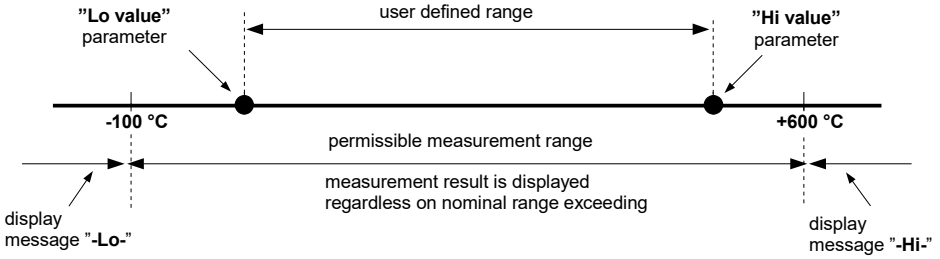 "Lo value"
parameter
user defined range
"Hi value"
parameter
-100 °C
+600 °C
permissible measurement range
measurement result is displayed
regardless on nominal range exceeding
display
message "-Lo-"
display
message "-Hi-"